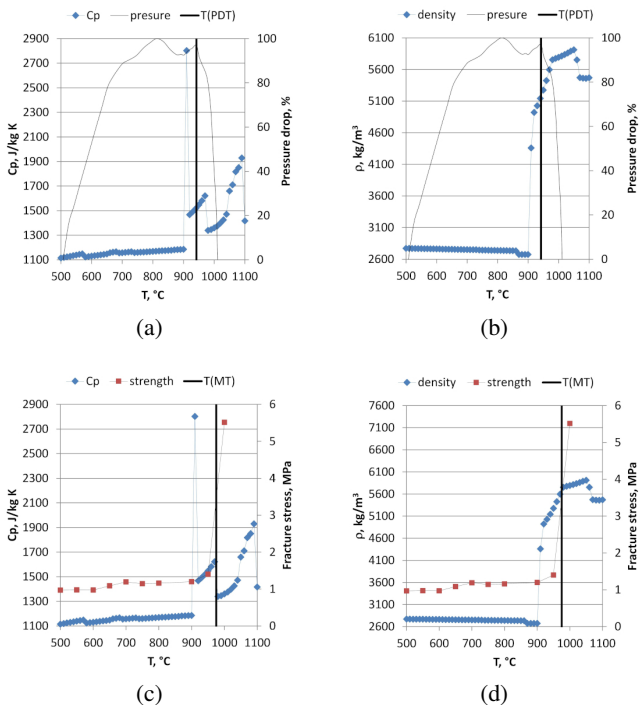 Cp presure T(PDT)
2900
2700
2500
2300
2100
1900
1700
1500
1300
1100
Cp, J/kg K
100
80
60
40
20
0
Pressure drop, %
500 600 700 800 900 1000 1100
T, °C
(a)
density presure T(PDT)
6100
5600
5100
4600
4100
3600
3100
2600
ρ, kg/m³
100
80
60
40
20
0
Pressure drop, %
500 600 700 800 900 1000 1100
T, °C
(b)
Cp strength T(MT)
2900
2700
2500
2300
2100
1900
1700
1500
1300
1100
Cp, J/kg K
6
5
4
3
2
1
0
Fracture stress, MPa
500 600 700 800 900 1000 1100
T, °C
(c)
density strength T(MT)
7600
7100
6600
6100
5600
5100
4600
4100
3600
3100
2600
ρ, kg/m³
6
5
4
3
2
1
0
Fracture stress, MPa
500 600 700 800 900 1000 1100
T, °C
(d)